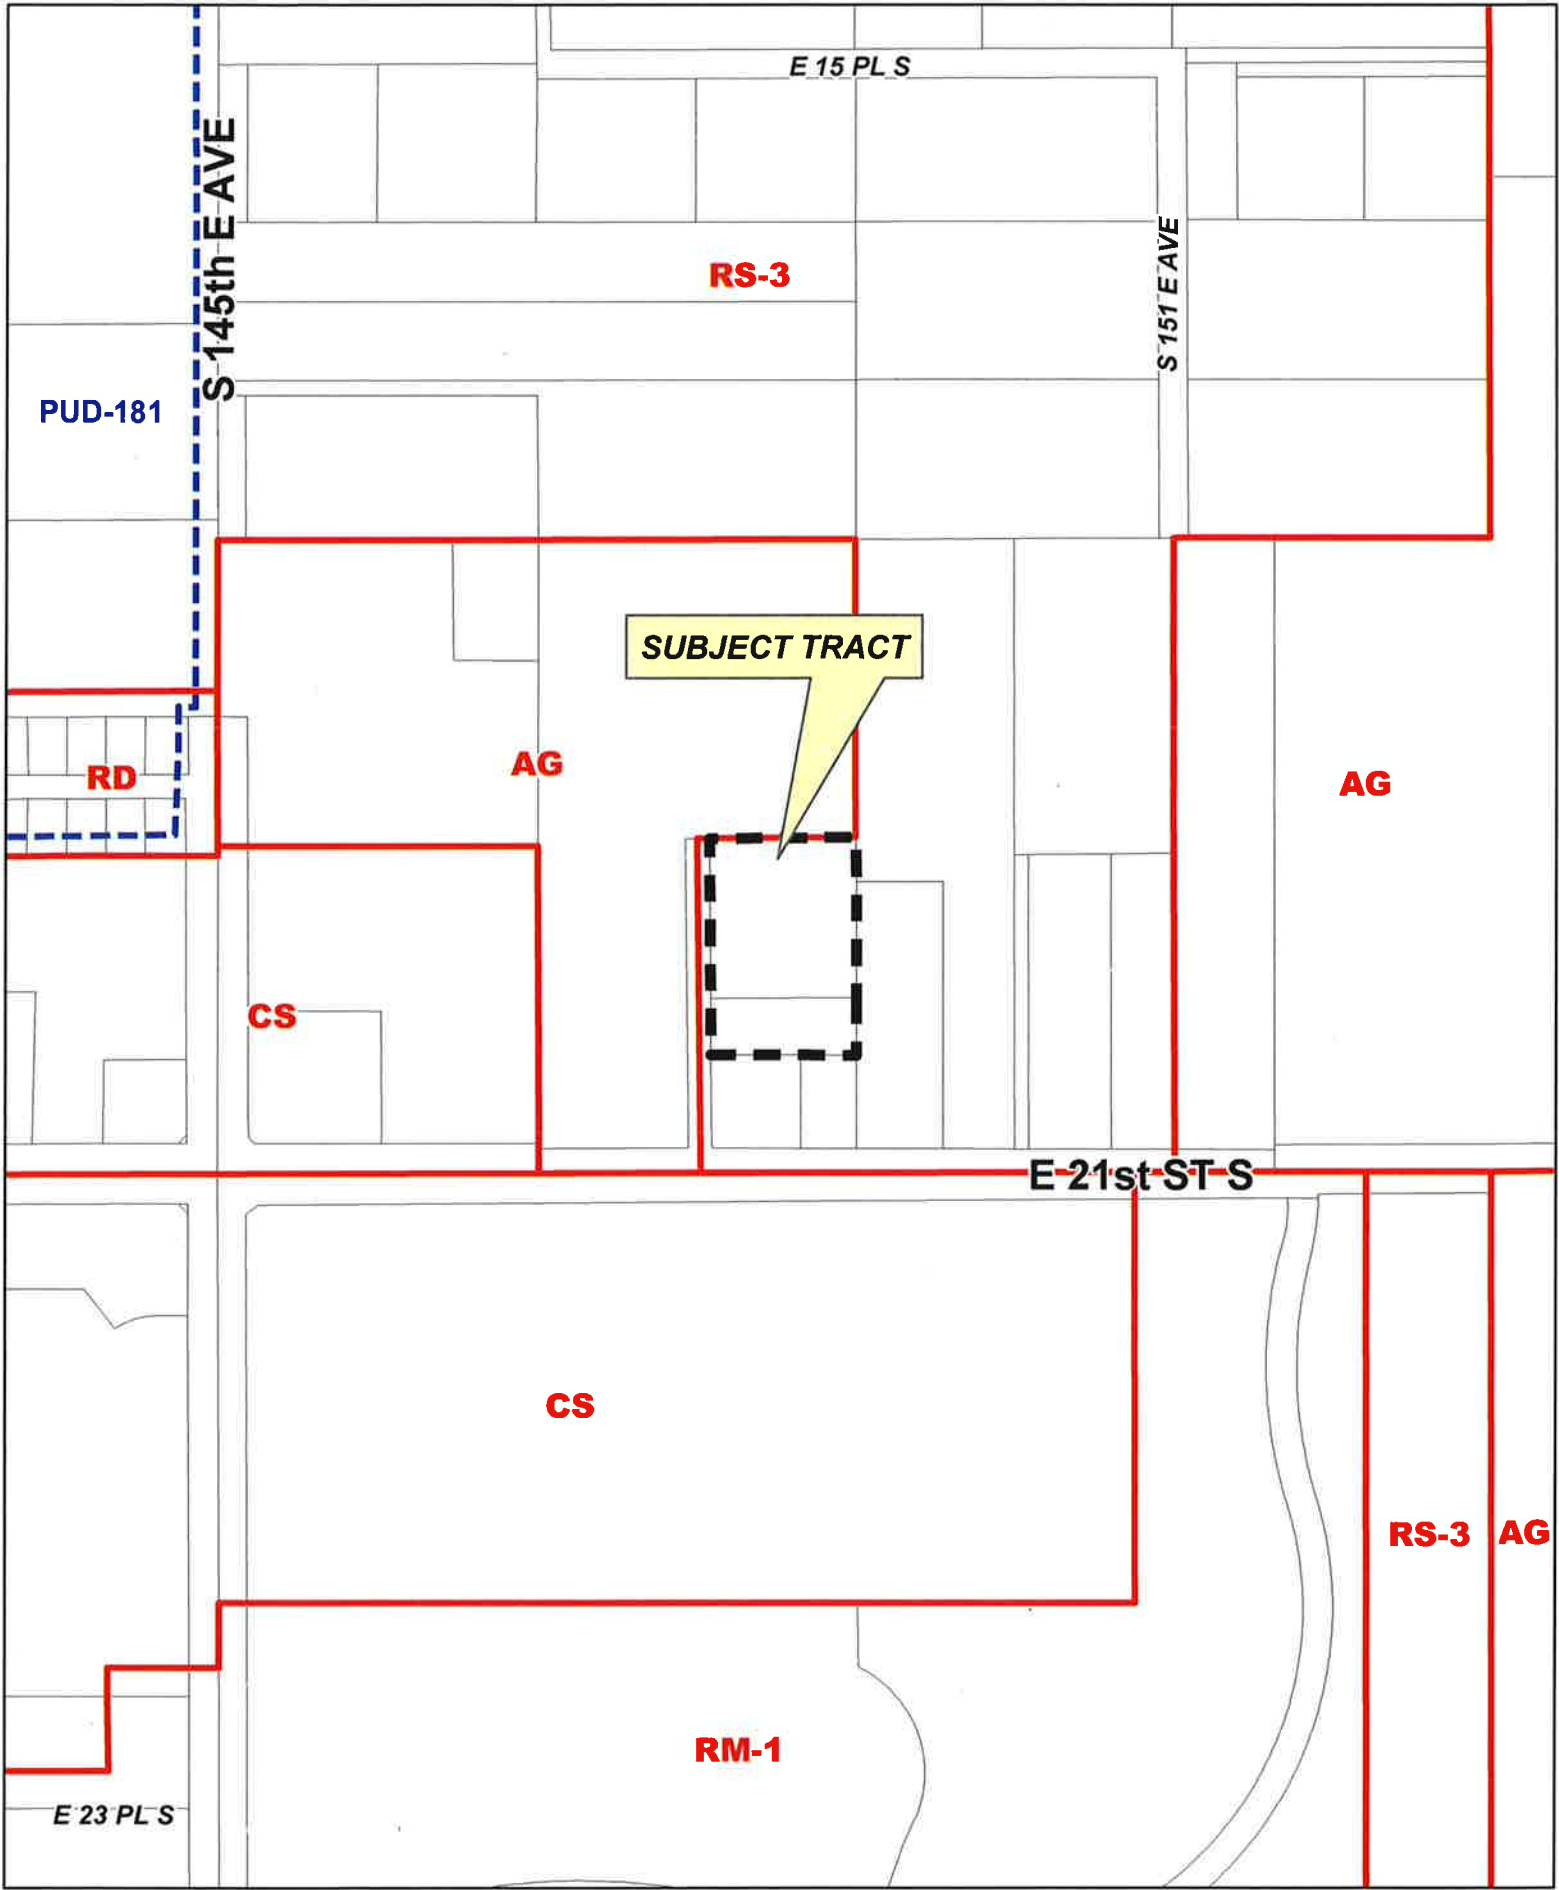 E 15 PL S
S 145th E AVE
S 151 E AVE
RS-3
PUD-181
SUBJECT TRACT
AG
RD
AG
CS
E 21st ST S
CS
RS-3
AG
RM-1
E 23 PL S